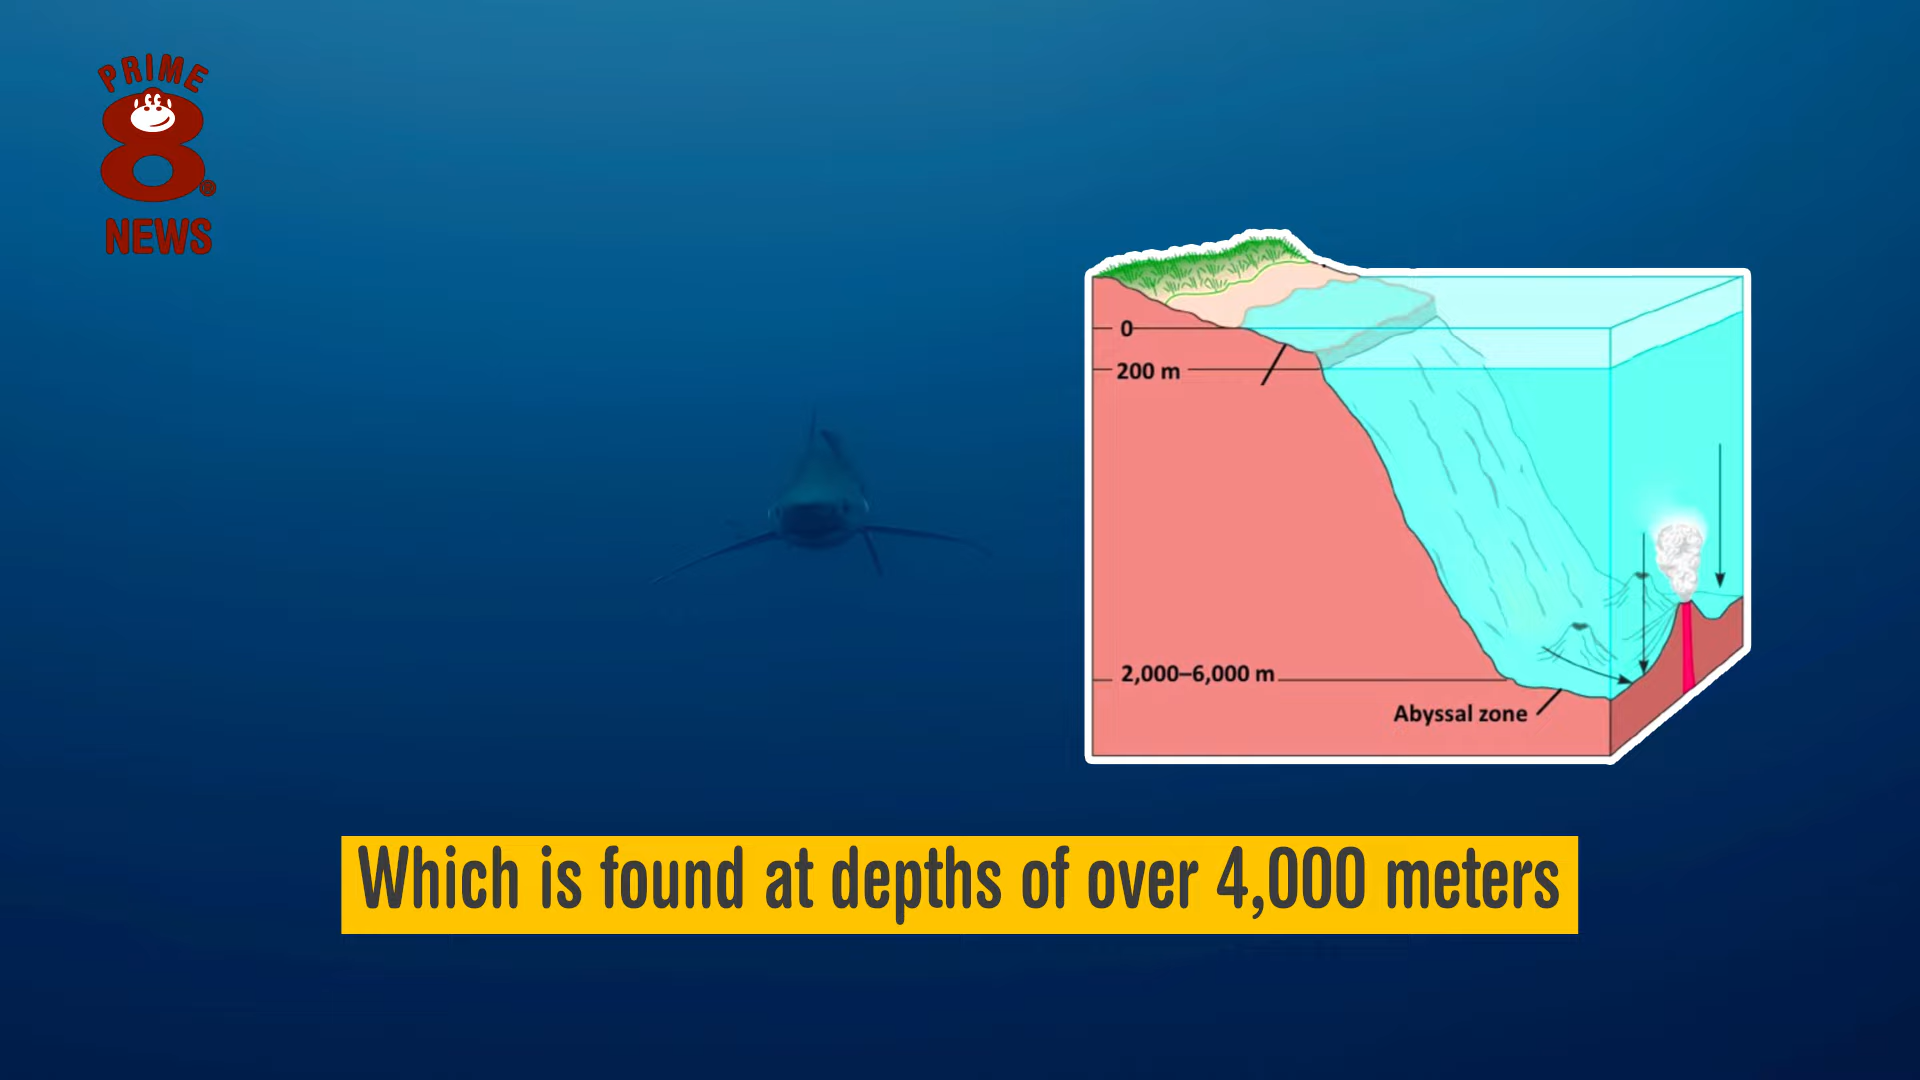 PRIME
8
NEWS
0
200 m
2,000–6,000 m
Abyssal zone
Which is found at depths of over 4,000 meters